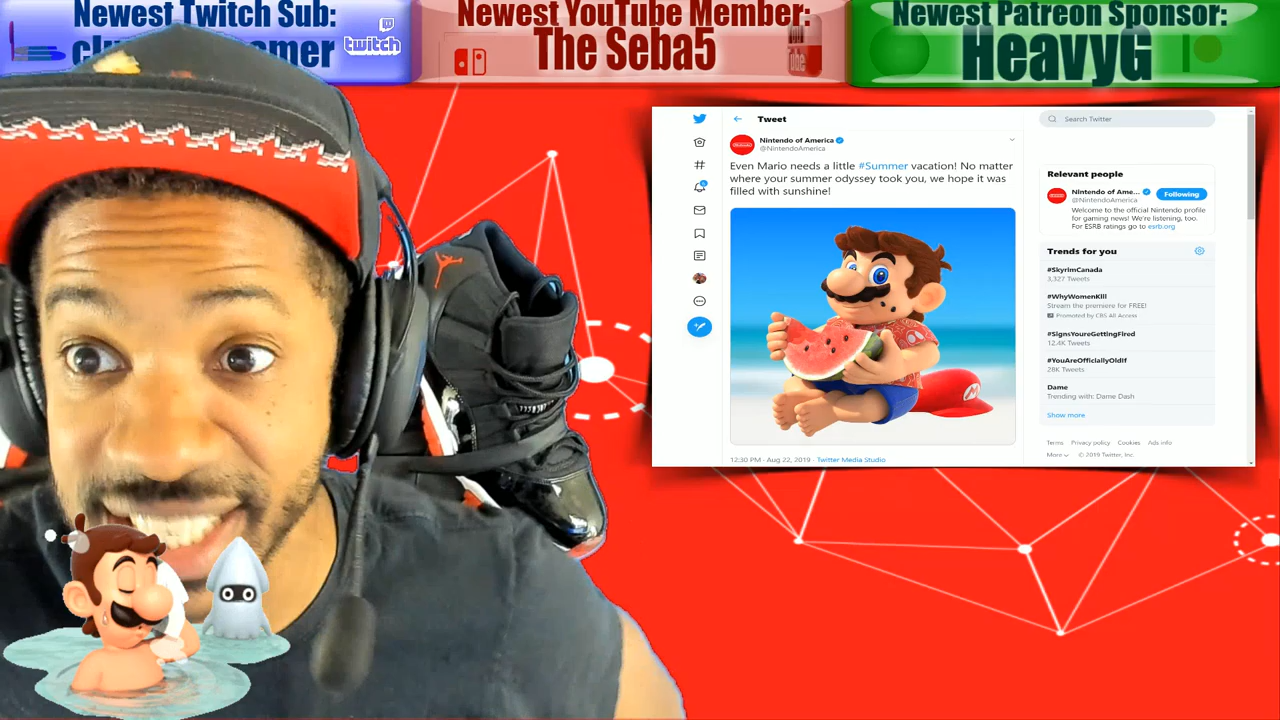 Newest Twitch Sub:
twitch
Newest YouTube Member:
The Seba5
Newest Patreon Sponsor:
HeavyG
Tweet
Search Twitter
Nintendo of America
@NintendoAmerica
Even Mario needs a little #Summer vacation! No matter
where your summer odyssey took you, we hope it was
filled with sunshine!
12:30 PM · Aug 22, 2019 · Twitter Media Studio
Relevant people
Nintendo of Ame...
Following
@NintendoAmerica
Welcome to the official Nintendo profile
for gaming news! We're listening, too.
For ESRB ratings go to esrb.org
Trends for you
#SkyrimCanada
3,327 Tweets
#WhyWomenKill
Stream the premiere for FREE!
Promoted by CBS All Access
#SignsYoureGettingFired
12.4K Tweets
#YouAreOfficiallyOldIf
28K Tweets
Dame
Trending with: Dame Dash
Show more
Terms Privacy policy Cookies Ads info
More © 2019 Twitter, Inc.
M